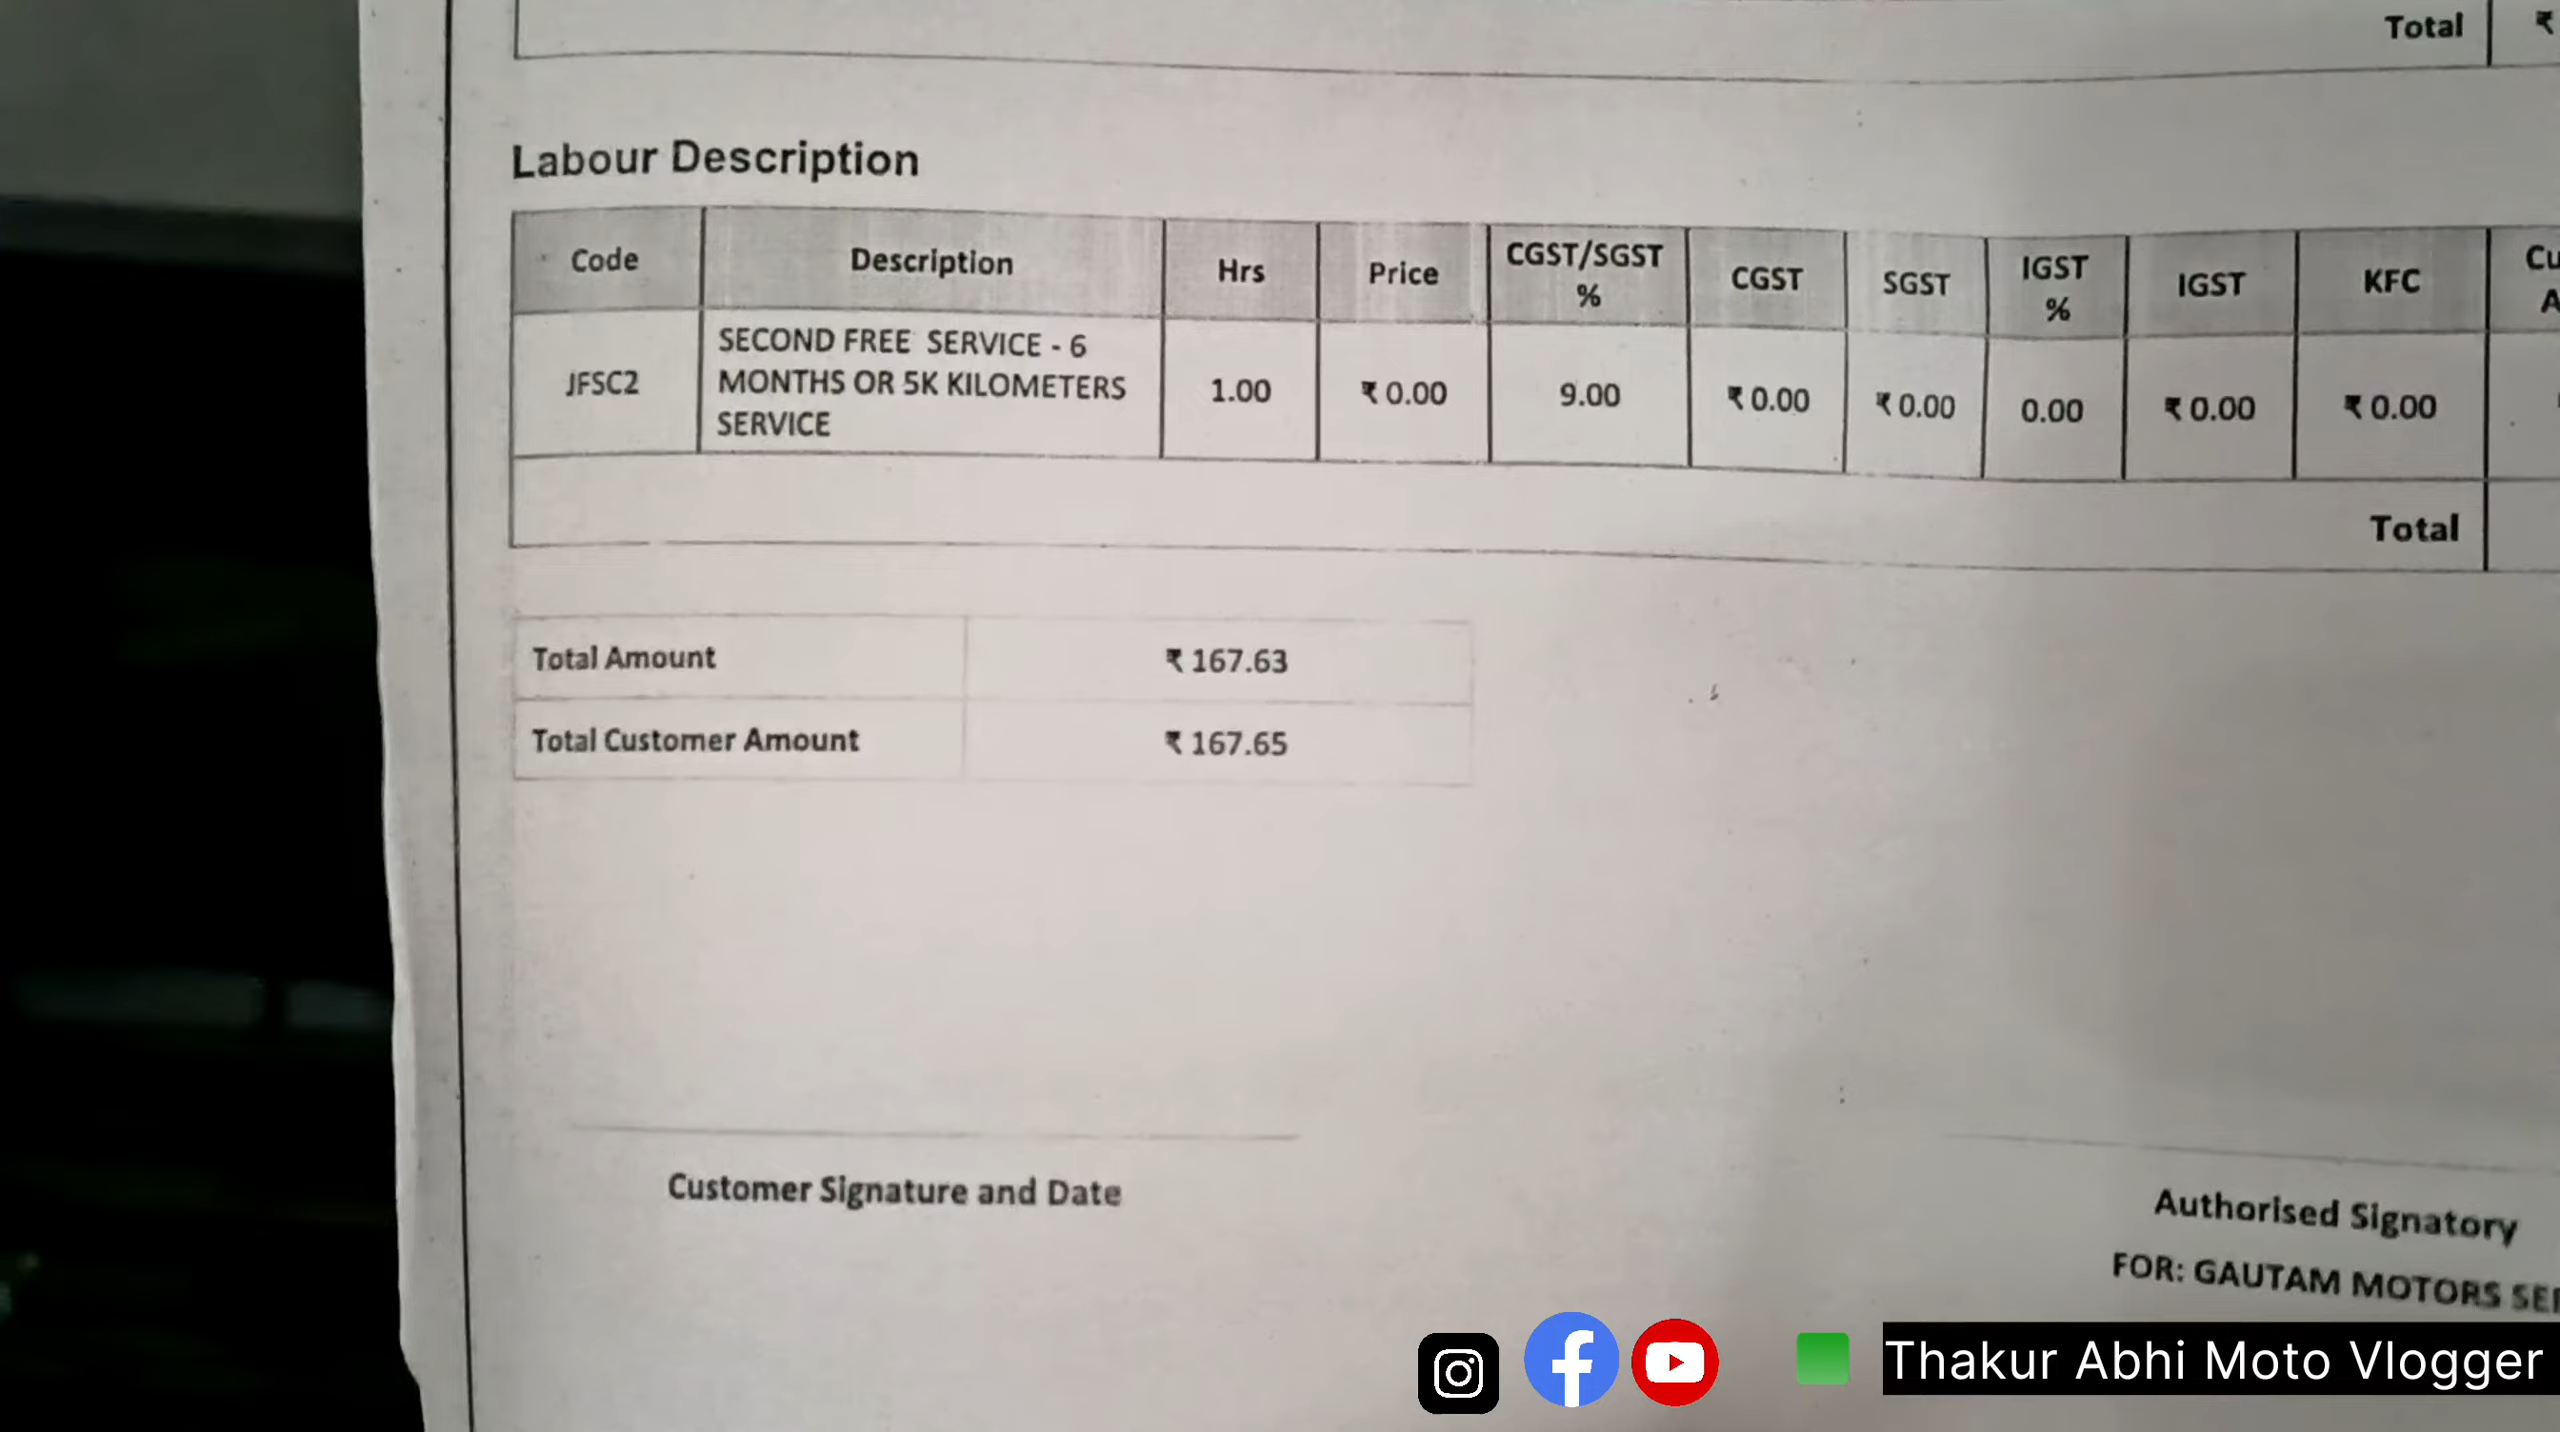 Total ₹
Labour Description
Code Description Hrs Price CGST/SGST % CGST SGST IGST % IGST KFC
JFSC2 SECOND FREE SERVICE - 6 MONTHS OR 5K KILOMETERS SERVICE 1.00 ₹ 0.00 9.00 ₹ 0.00 ₹ 0.00 0.00 ₹ 0.00 ₹ 0.00
Total
Total Amount ₹ 167.63
Total Customer Amount ₹ 167.65
Customer Signature and Date
Authorised Signatory
FOR: GAUTAM MOTORS
Thakur Abhi Moto Vlogger